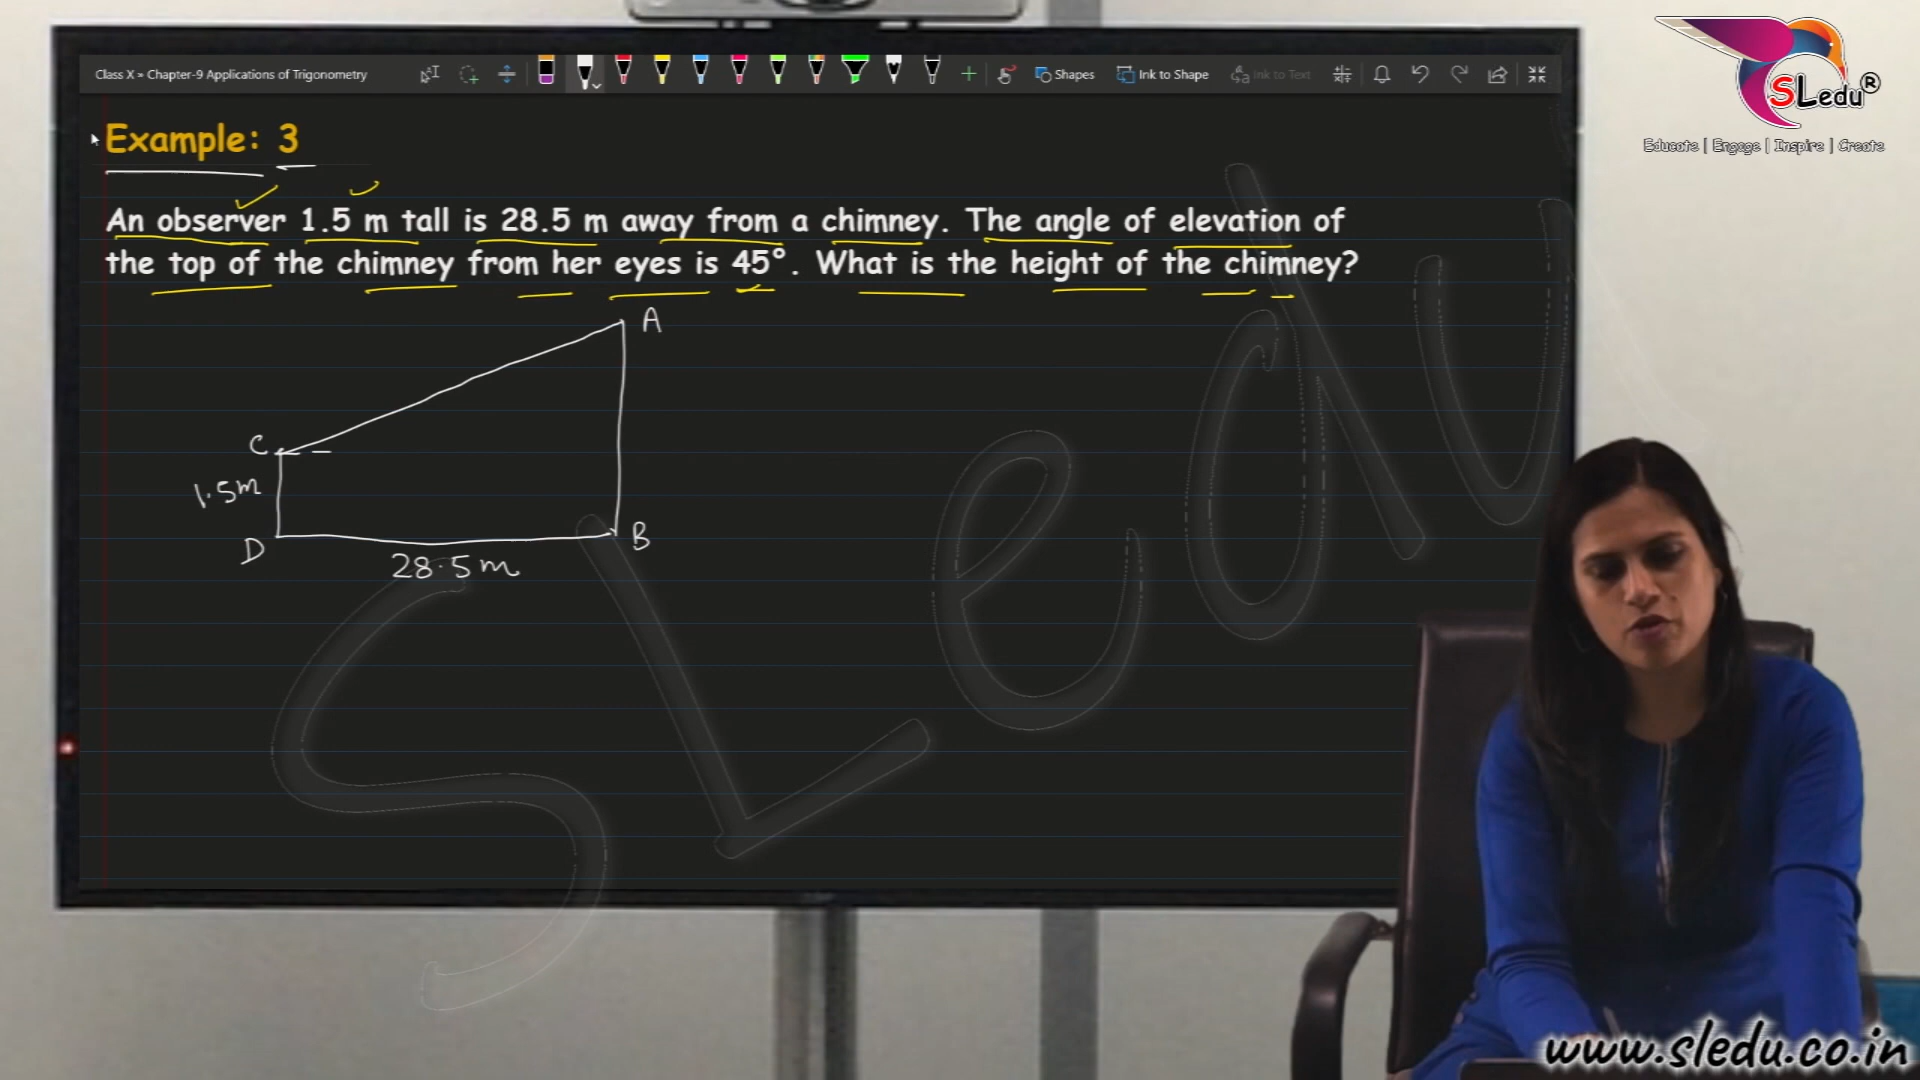 Class X » Chapter-9 Applications of Trigonometry
Shapes
Ink to Shape
Ink to Text
SLedu®
Educate | Engage | Inspire | Create
Example: 3
An observer 1.5 m tall is 28.5 m away from a chimney. The angle of elevation of
the top of the chimney from her eyes is 45°. What is the height of the chimney?
A
C
1.5m
D
B
28.5m
SLedu
www.sledu.co.in